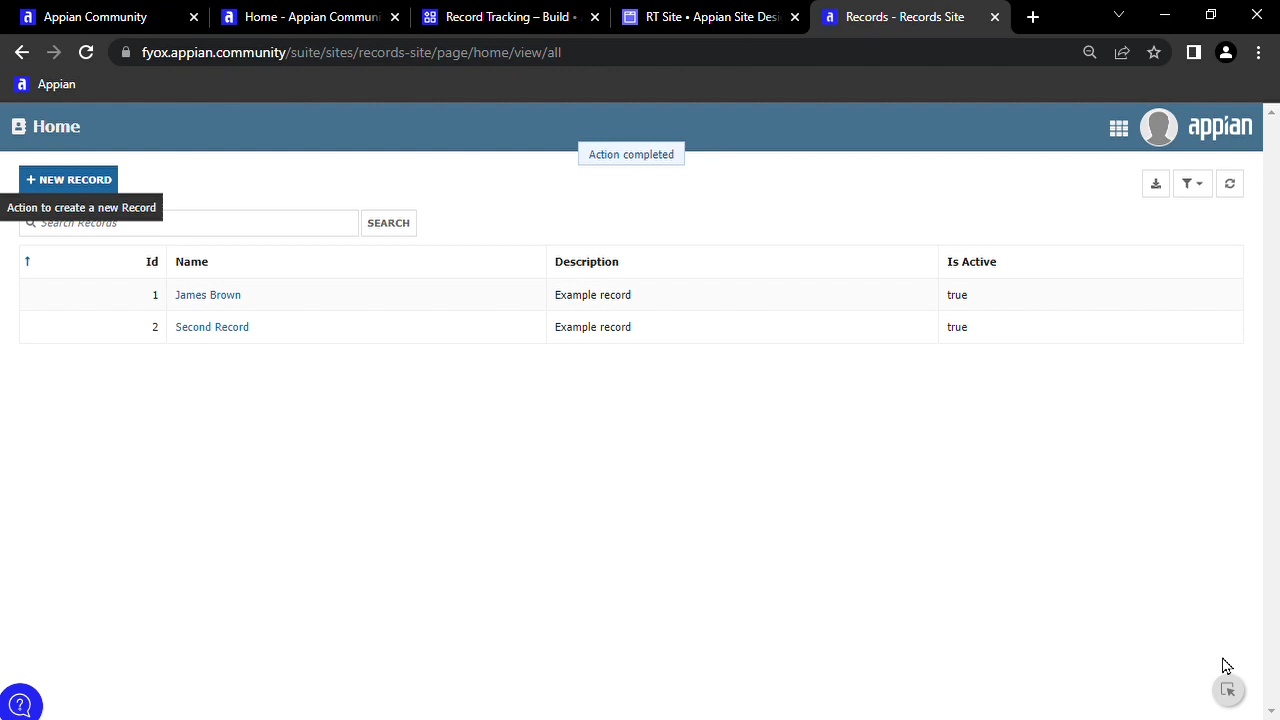 Appian Community
Home - Appian Communi
Record Tracking – Build •
RT Site • Appian Site Desi
Records - Records Site
fyox.appian.community/suite/sites/records-site/page/home/view/all
Appian
Home
appian
Action completed
+ NEW RECORD
Action to create a new Record
Search Records
SEARCH
↑ Id Name Description Is Active
1 James Brown Example record true
2 Second Record Example record true